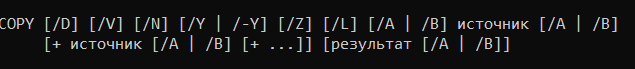 COPY [/D] [/V] [/N] [/Y | /-Y] [/Z] [/L] [/A | /B] источник [/A | /B]
[+ источник [/A | /B] [+ ...]] [результат [/A | /B]]